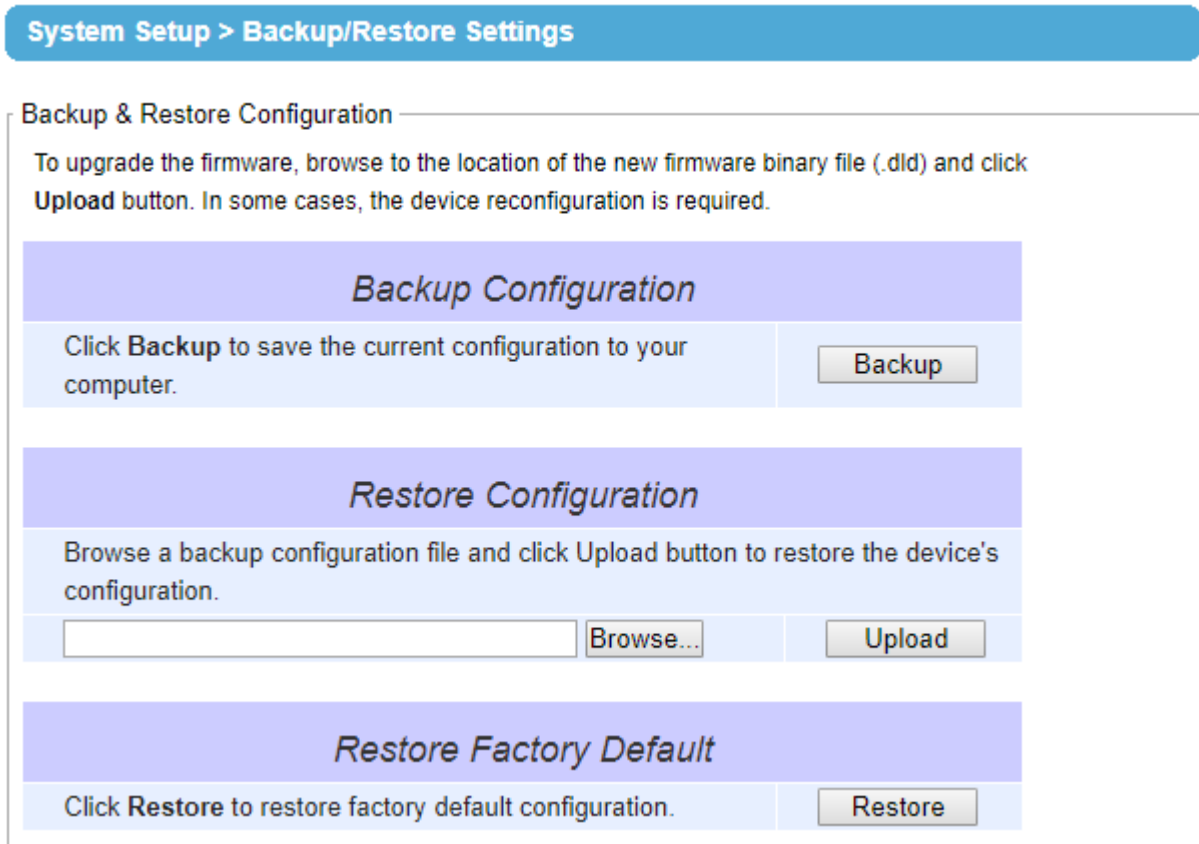 System Setup > Backup/Restore Settings
Backup & Restore Configuration
To upgrade the firmware, browse to the location of the new firmware binary file (.dld) and click
Upload button. In some cases, the device reconfiguration is required.
Backup Configuration
Click Backup to save the current configuration to your
computer.
Backup
Restore Configuration
Browse a backup configuration file and click Upload button to restore the device's
configuration.
Browse...
Upload
Restore Factory Default
Click Restore to restore factory default configuration.
Restore